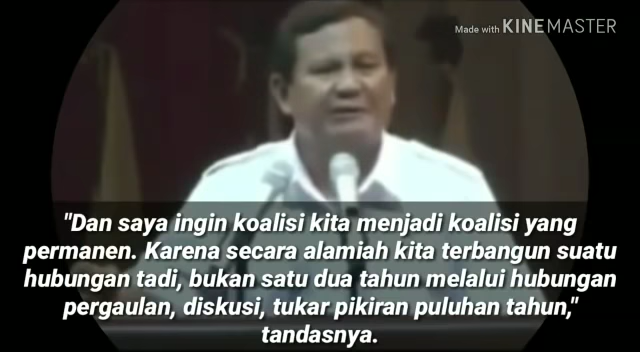 Made with KINEMASTER
"Dan saya ingin koalisi kita menjadi koalisi yang
permanen. Karena secara alamiah kita terbangun suatu
hubungan tadi, bukan satu dua tahun melalui hubungan
pergaulan, diskusi, tukar pikiran puluhan tahun,"
tandasnya.